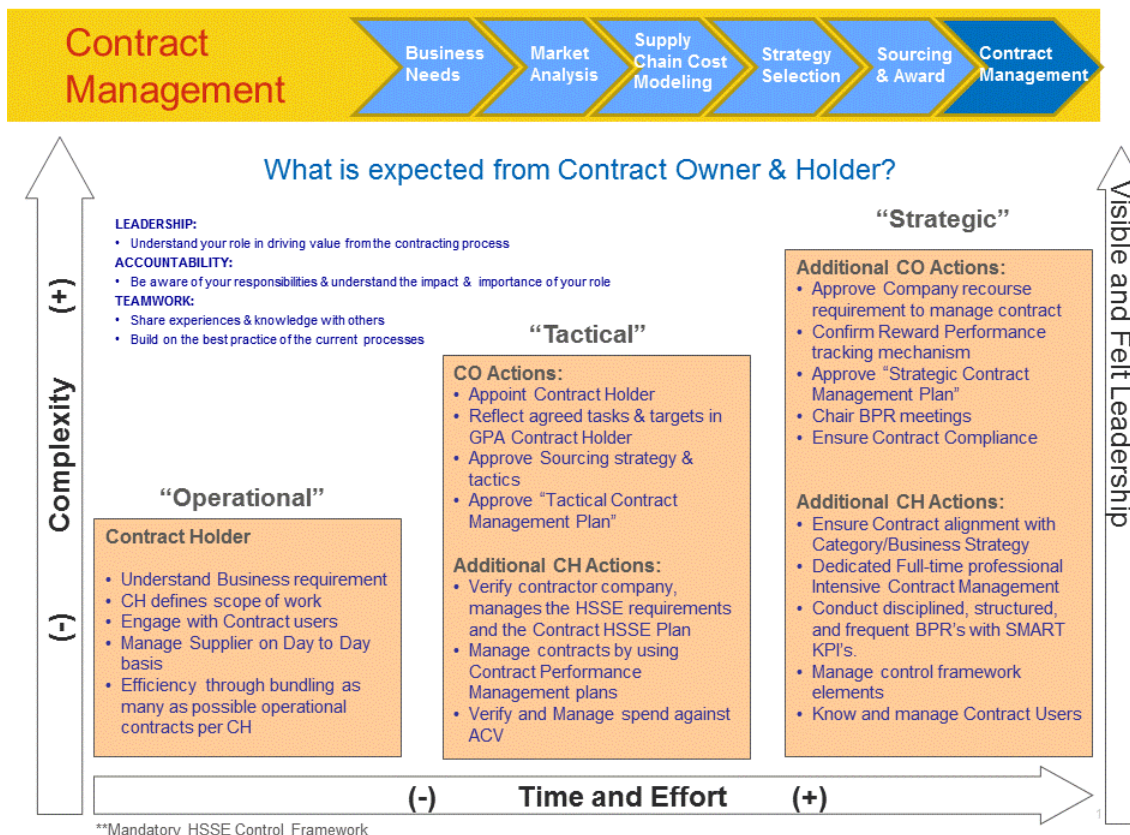 Contract
Management
Business
Needs
Market
Analysis
Supply
Chain Cost
Modeling
Strategy
Selection
Sourcing
& Award
Contract
Management
What is expected from Contract Owner & Holder?
LEADERSHIP:
• Understand your role in driving value from the contracting process
ACCOUNTABILITY:
• Be aware of your responsibilities & understand the impact & importance of your role
TEAMWORK:
• Share experiences & knowledge with others
• Build on the best practice of the current processes
(+)
Complexity
(-)
"Operational"
Contract Holder
• Understand Business requirement
• CH defines scope of work
• Engage with Contract users
• Manage Supplier on Day to Day
basis
• Efficiency through bundling as
many as possible operational
contracts per CH
"Tactical"
CO Actions:
• Appoint Contract Holder
• Reflect agreed tasks & targets in
GPA Contract Holder
• Approve Sourcing strategy &
tactics
• Approve "Tactical Contract
Management Plan"
Additional CH Actions:
• Verify contractor company,
manages the HSSE requirements
and the Contract HSSE Plan
• Manage contracts by using
Contract Performance
Management plans
• Verify and Manage spend against
ACV
"Strategic"
Additional CO Actions:
• Approve Company recourse
requirement to manage contract
• Confirm Reward Performance
tracking mechanism
• Approve "Strategic Contract
Management Plan"
• Chair BPR meetings
• Ensure Contract Compliance
Additional CH Actions:
• Ensure Contract alignment with
Category/Business Strategy
• Dedicated Full-time professional
Intensive Contract Management
• Conduct disciplined, structured,
and frequent BPR's with SMART
KPI's.
• Manage control framework
elements
• Know and manage Contract Users
Visible and Felt Leadership
(-) Time and Effort (+)
1
**Mandatory HSSE Control Framework